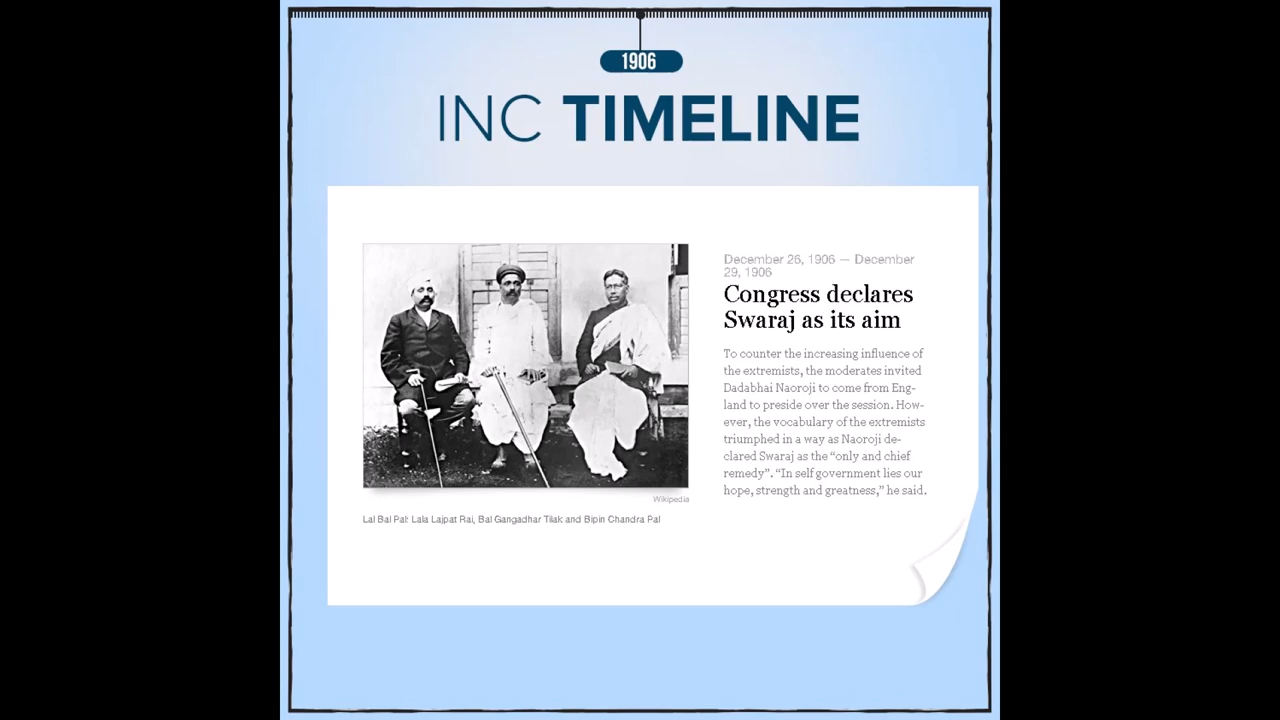 1906
INC TIMELINE
December 26, 1906 — December
29, 1906
Congress declares
Swaraj as its aim
To counter the increasing influence of
the extremists, the moderates invited
Dadabhai Naoroji to come from Eng-
land to preside over the session. How-
ever, the vocabulary of the extremists
triumphed in a way as Naoroji de-
clared Swaraj as the “only and chief
remedy”. “In self government lies our
hope, strength and greatness,” he said.
Wikipedia
Lal Bal Pal: Lala Lajpat Rai, Bal Gangadhar Tilak and Bipin Chandra Pal